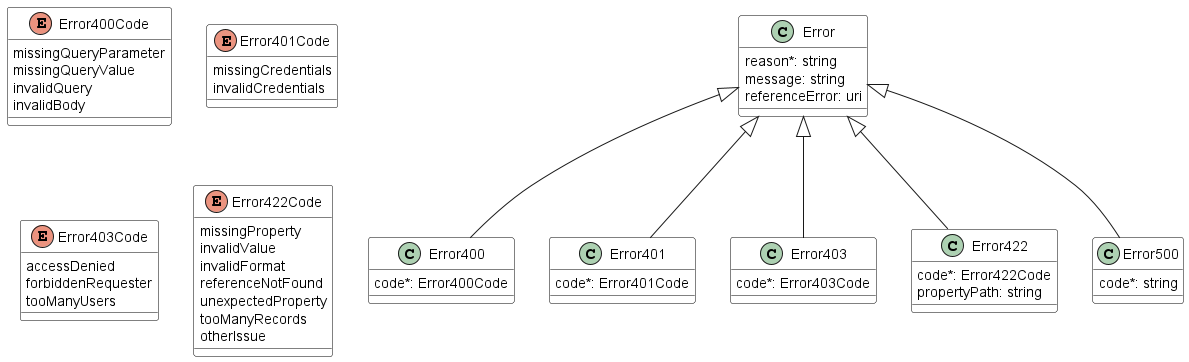 E Error400Code
missingQueryParameter
missingQueryValue
invalidQuery
invalidBody
E Error401Code
missingCredentials
invalidCredentials
C Error
reason*: string
message: string
referenceError: uri
E Error403Code
accessDenied
forbiddenRequester
tooManyUsers
E Error422Code
missingProperty
invalidValue
invalidFormat
referenceNotFound
unexpectedProperty
tooManyRecords
otherIssue
C Error400
code*: Error400Code
C Error401
code*: Error401Code
C Error403
code*: Error403Code
C Error422
code*: Error422Code
propertyPath: string
C Error500
code*: string